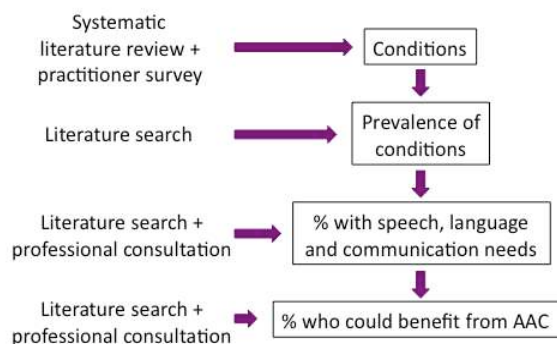 Systematic
literature review +
practitioner survey
Conditions
Literature search
Prevalence of
conditions
Literature search +
professional consultation
% with speech, language
and communication needs
Literature search +
professional consultation
% who could benefit from AAC